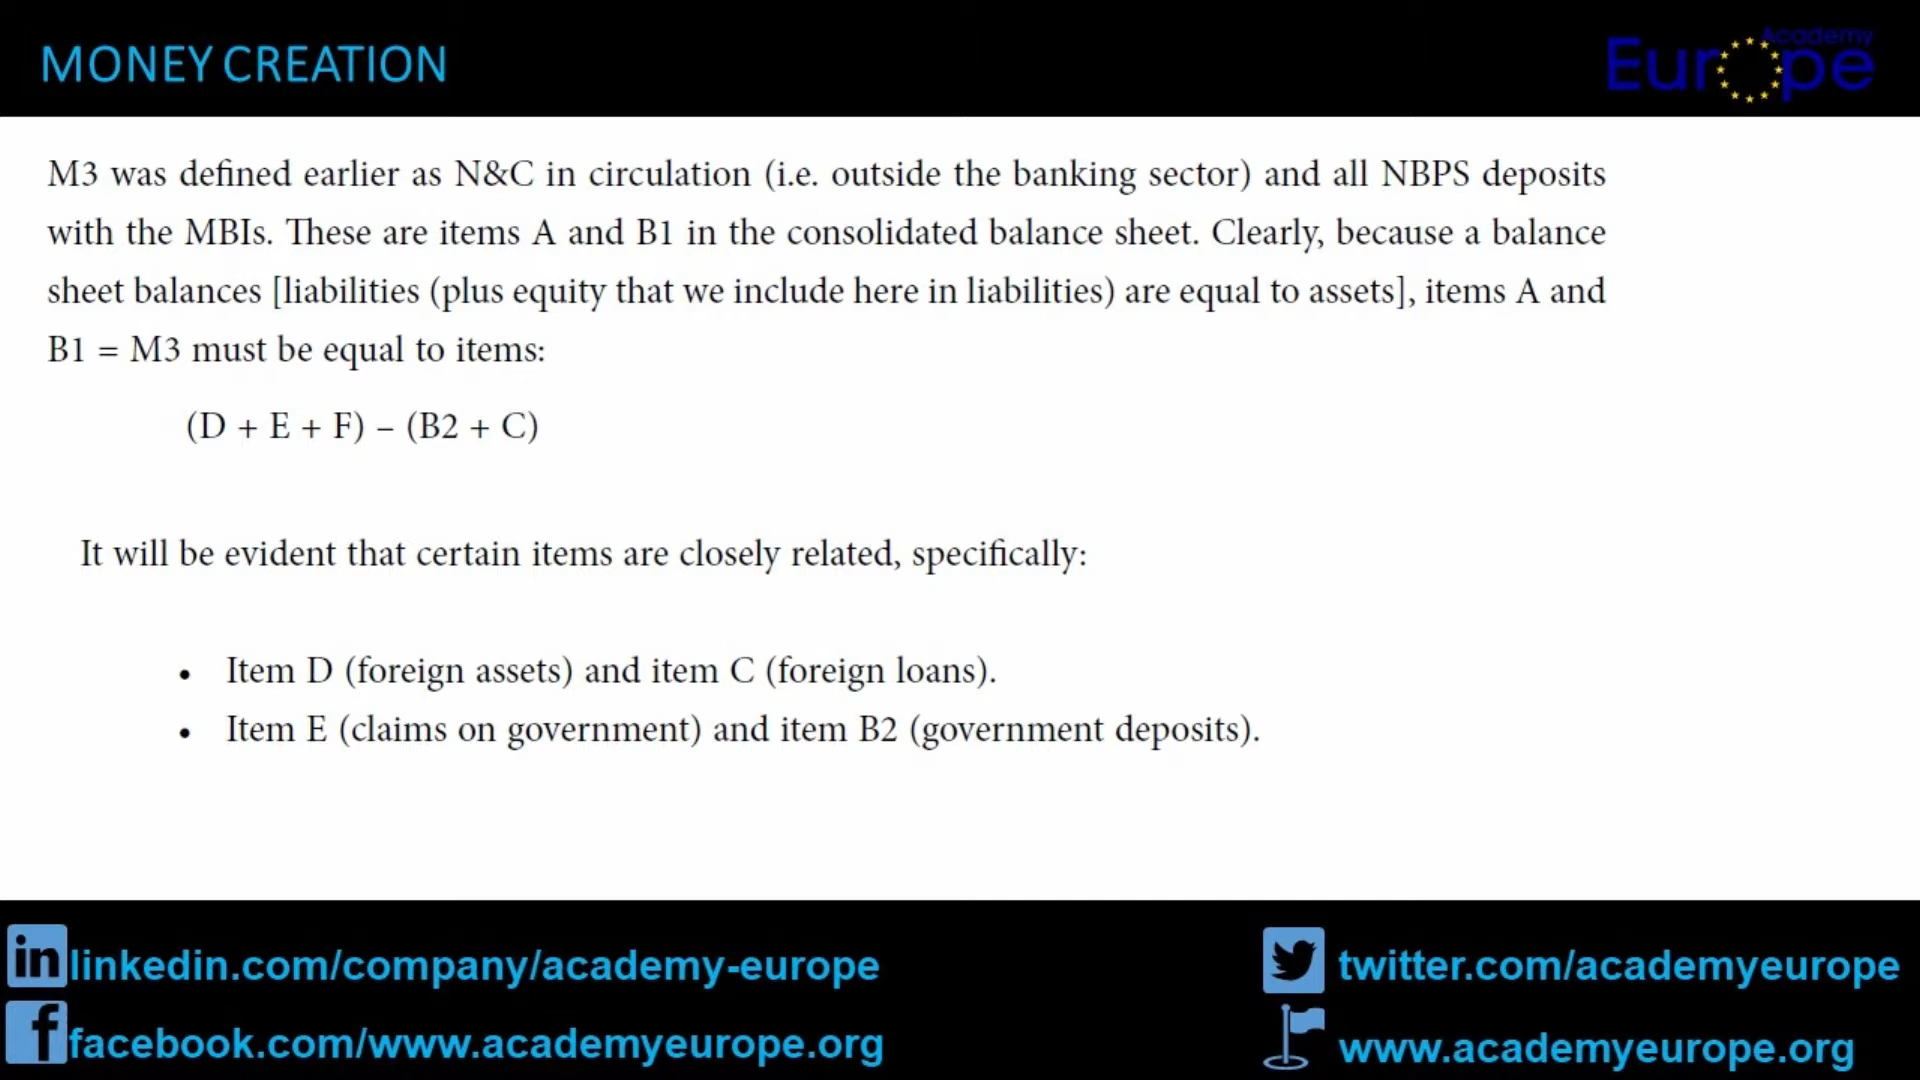 MONEY CREATION
Academy
Europe
M3 was defined earlier as N&C in circulation (i.e. outside the banking sector) and all NBPS deposits
with the MBIs. These are items A and B1 in the consolidated balance sheet. Clearly, because a balance
sheet balances [liabilities (plus equity that we include here in liabilities) are equal to assets], items A and
B1 = M3 must be equal to items:
(D + E + F) – (B2 + C)
It will be evident that certain items are closely related, specifically:
• Item D (foreign assets) and item C (foreign loans).
• Item E (claims on government) and item B2 (government deposits).
in linkedin.com/company/academy-europe
twitter.com/academyeurope
f facebook.com/www.academyeurope.org
www.academyeurope.org